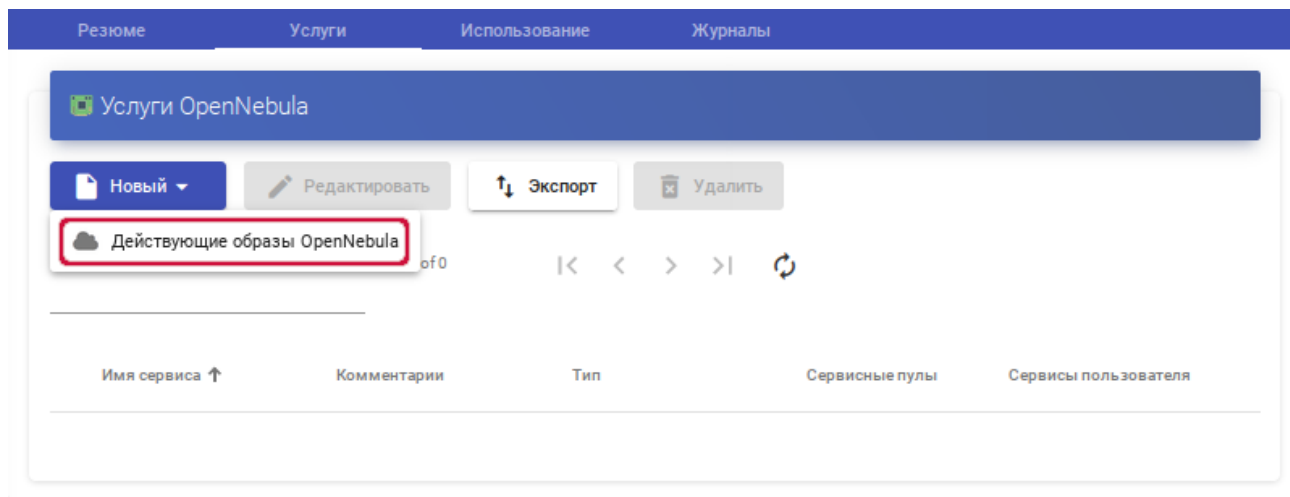 Резюме Услуги Использование Журналы
Услуги OpenNebula
Новый Редактировать Экспорт Удалить
Действующие образы OpenNebula
of 0
Имя сервиса Комментарии Тип Сервисные пулы Сервисы пользователя